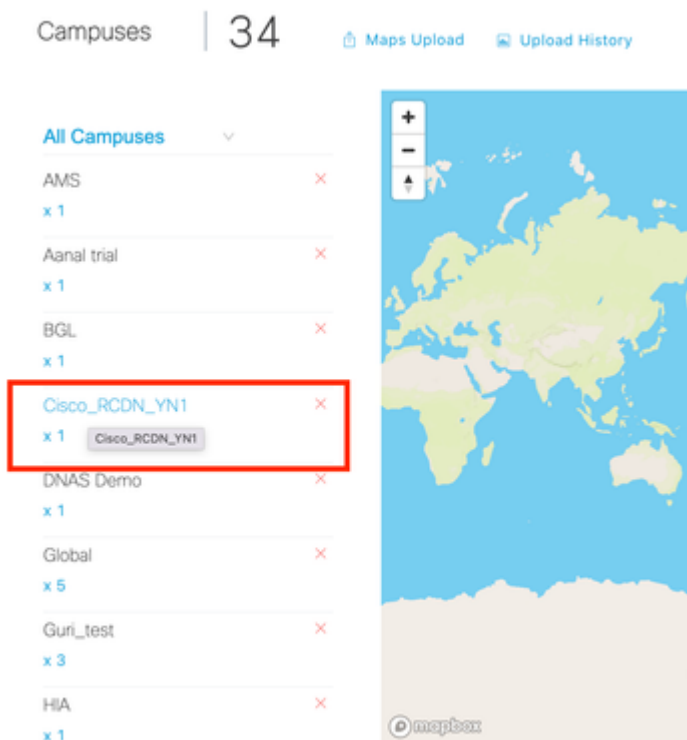 Campuses 34 Maps Upload Upload History
All Campuses
AMS
x 1
Aanal trial
x 1
BGL
x 1
Cisco_RCDN_YN1
x 1 Cisco_RCDN_YN1
DNAS Demo
x 1
Global
x 5
Guri_test
x 3
HIA
x 1
mapbox